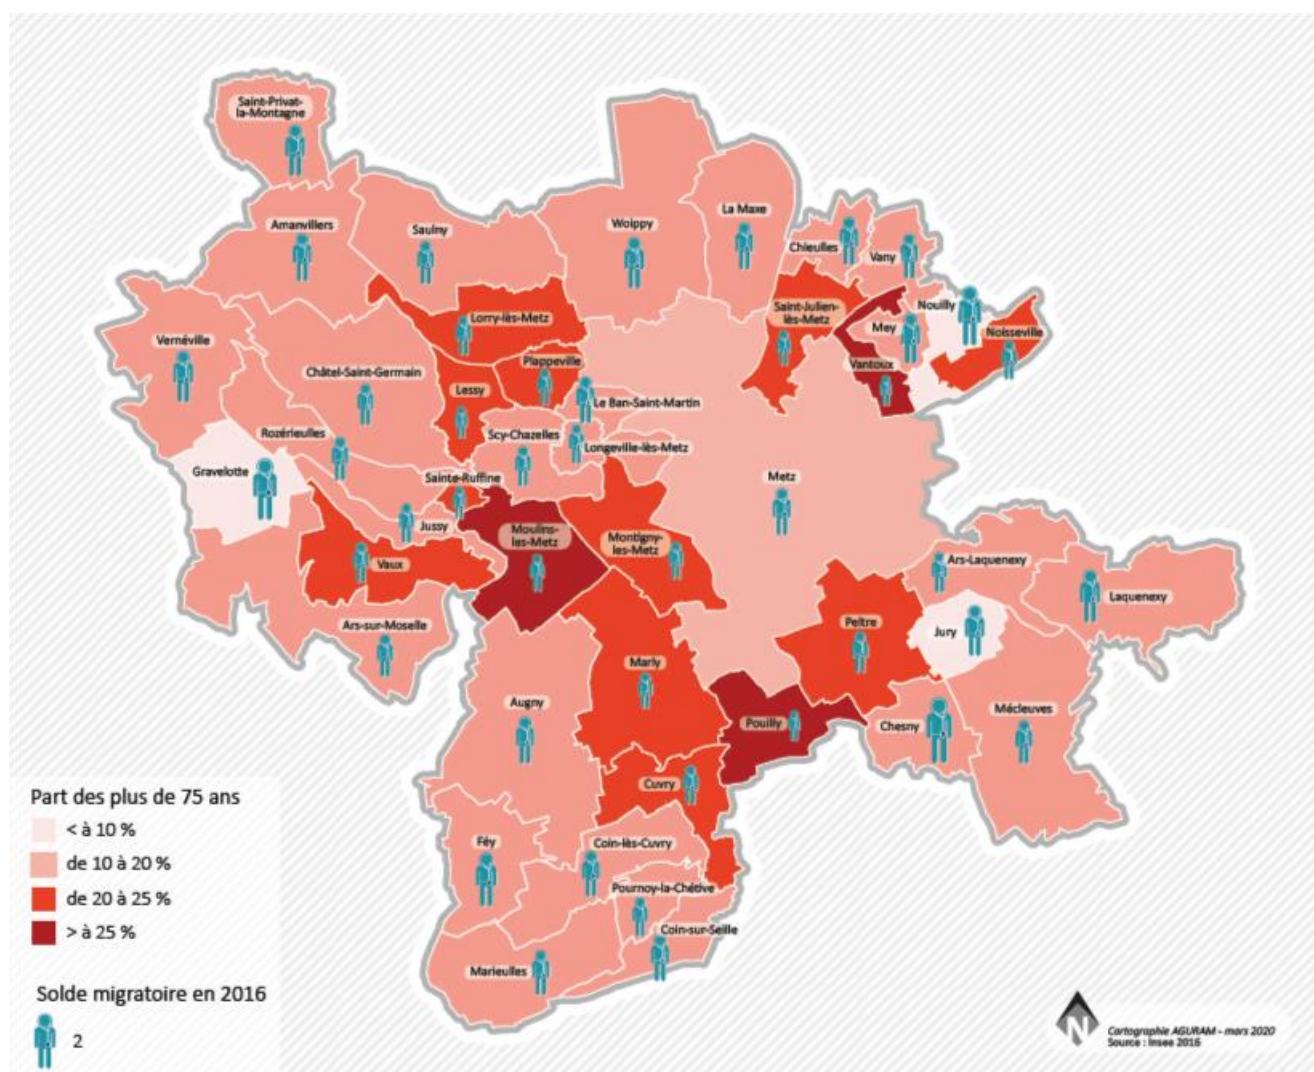 Saint-Privat-
la-Montagne
Amanvillers
Saulny
Woippy
La Maxe
Chieulles
Vany
Nouilly
Noisseville
Saint-Julien-
lès-Metz
Mey
Vantoux
Lorry-lès-Metz
Plappeville
Lessy
Vernéville
Châtel-Saint-Germain
Le Ban-Saint-Martin
Rozérieulles
Scy-Chazelles
Longeville-lès-Metz
Gravelotte
Sainte-Ruffine
Metz
Jussy
Moulins-
les-Metz
Montigny-
les-Metz
Vaux
Ars-Laquenexy
Laquenexy
Ars-sur-Moselle
Peltre
Jury
Marly
Augny
Pouilly
Chesny
Mécleuves
Cuvry
Féy
Coin-lès-Cuvry
Pournoy-la-Chétive
Coin-sur-Seille
Marieulles
Part des plus de 75 ans
< à 10 %
de 10 à 20 %
de 20 à 25 %
> à 25 %
Solde migratoire en 2016
2
N
Cartographie AGURAM - mars 2020
Source : Insee 2016